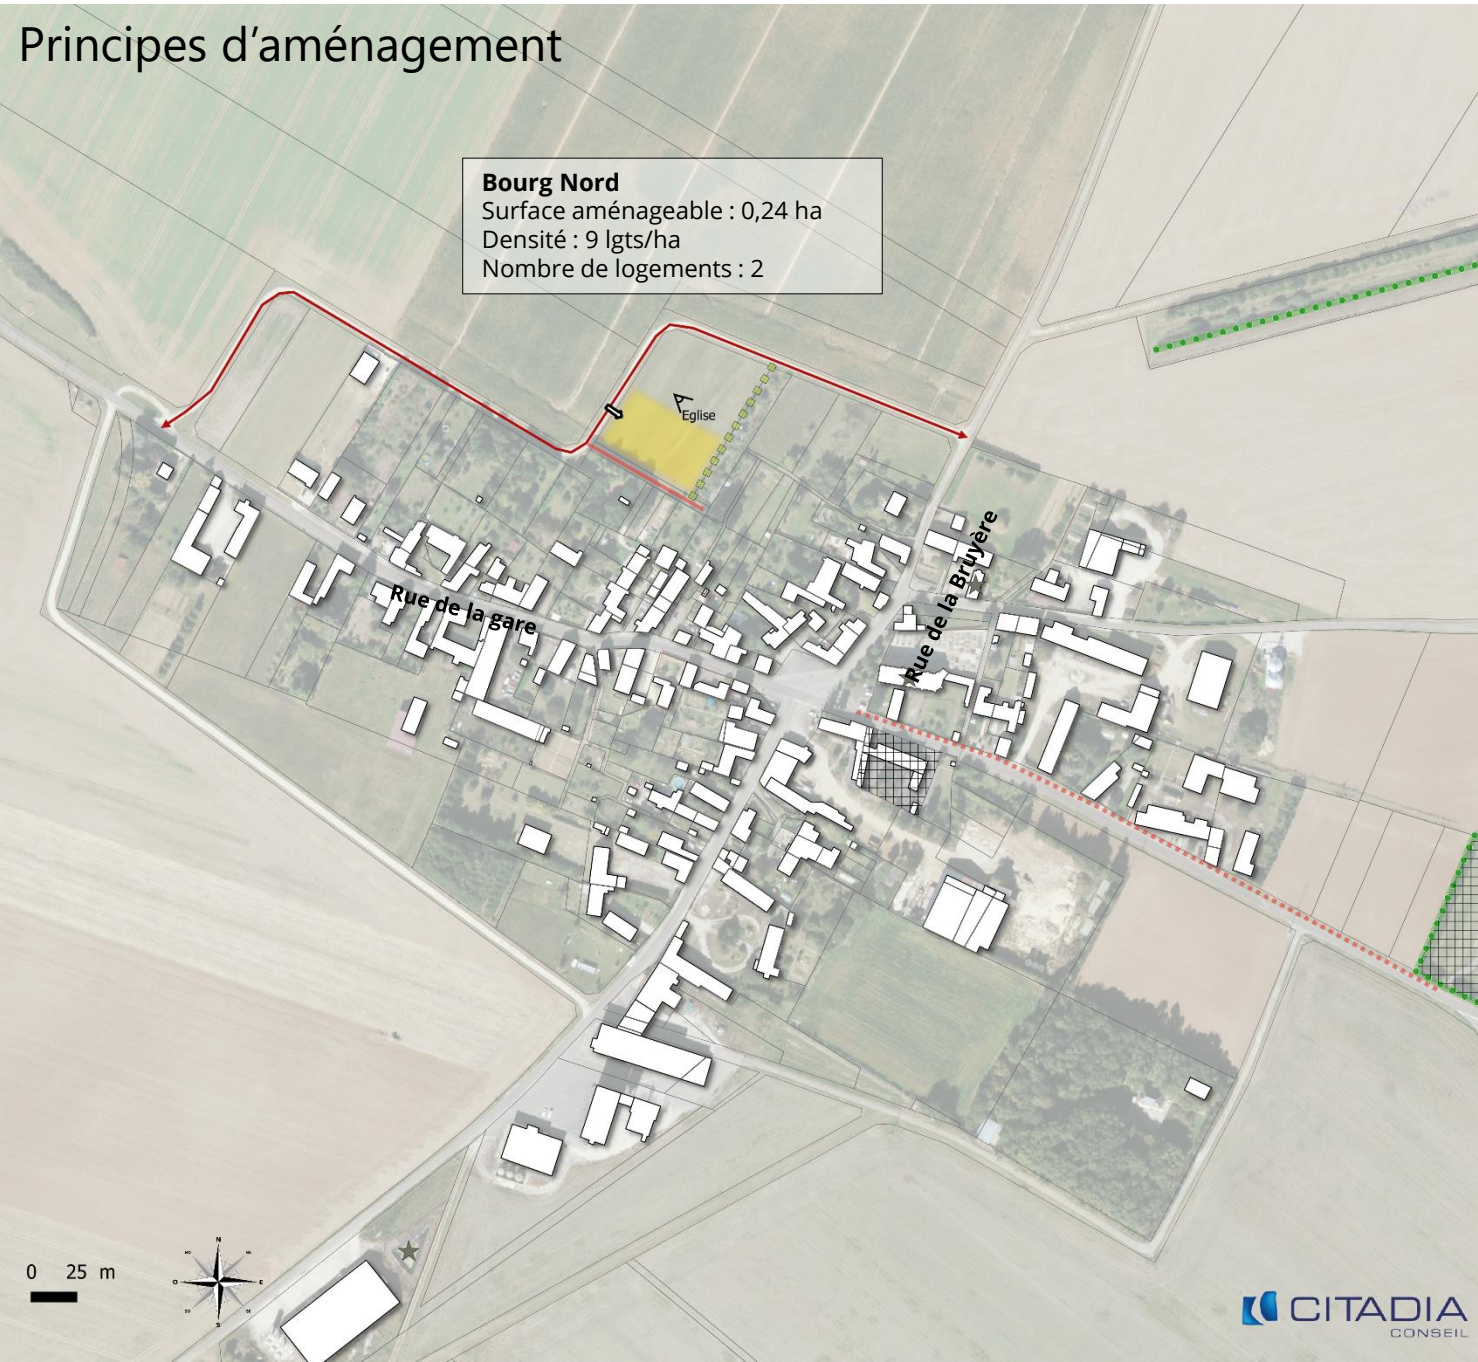 Principes d'aménagement
Bourg Nord
Surface aménageable : 0,24 ha
Densité : 9 lgts/ha
Nombre de logements : 2
Eglise
Rue de la gare
Rue de la Bruyère
0 25 m
N
O
E
S
CITADIA
CONSEIL